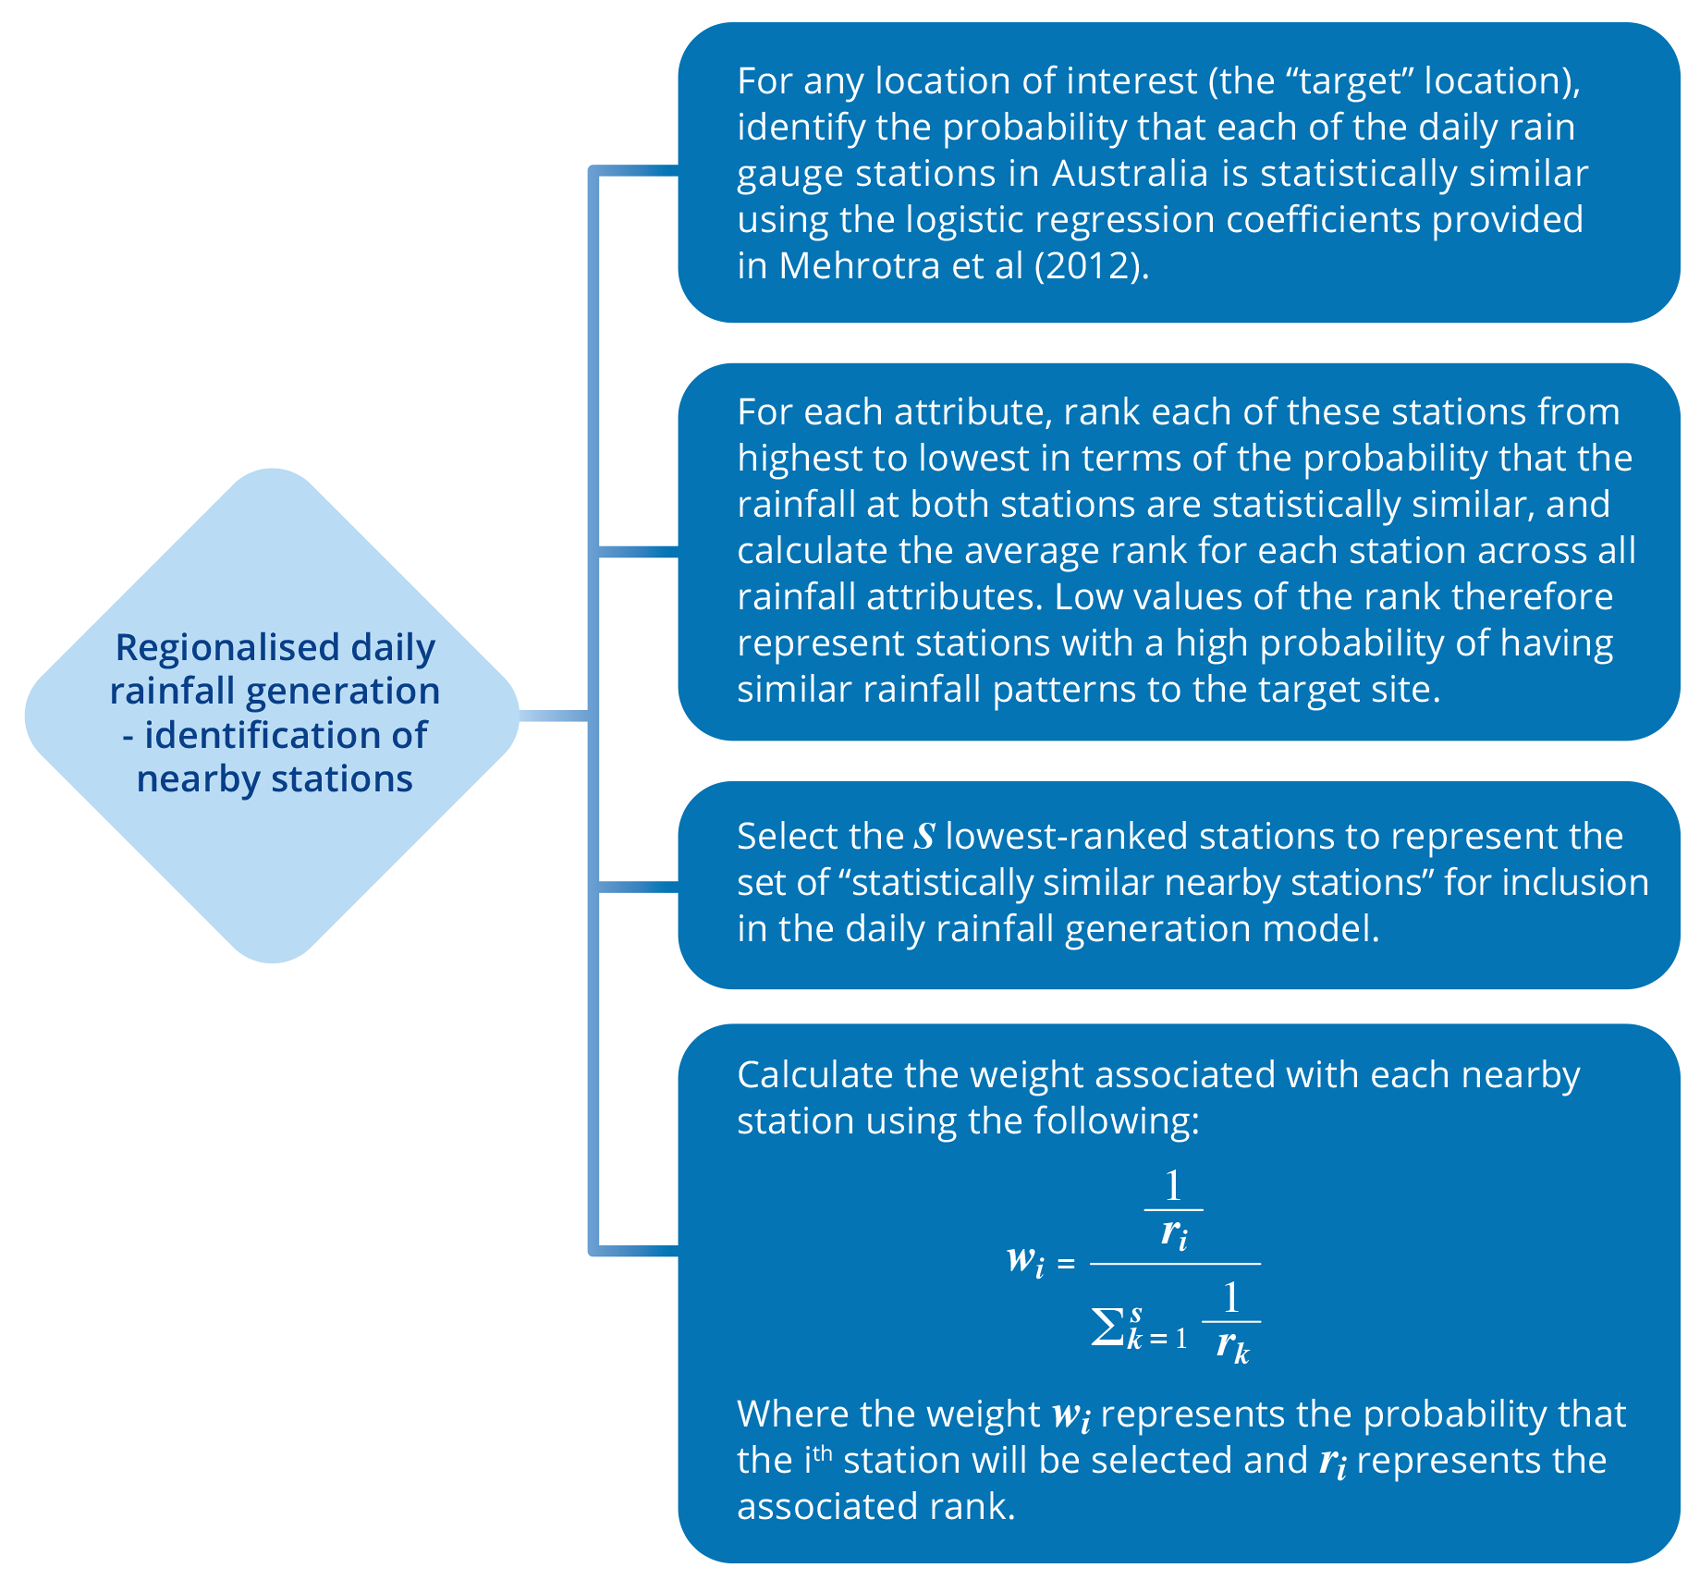 Regionalised daily
rainfall generation
- identification of
nearby stations
For any location of interest (the “target” location),
identify the probability that each of the daily rain
gauge stations in Australia is statistically similar
using the logistic regression coefficients provided
in Mehrotra et al (2012).
For each attribute, rank each of these stations from
highest to lowest in terms of the probability that the
rainfall at both stations are statistically similar, and
calculate the average rank for each station across all
rainfall attributes. Low values of the rank therefore
represent stations with a high probability of having
similar rainfall patterns to the target site.
Select the S lowest-ranked stations to represent the
set of “statistically similar nearby stations” for inclusion
in the daily rainfall generation model.
Calculate the weight associated with each nearby
station using the following:
1
r_i
w_i =
∑_{k = 1}^{s} 1
r_k
Where the weight w_i represents the probability that
the i^th station will be selected and r_i represents the
associated rank.